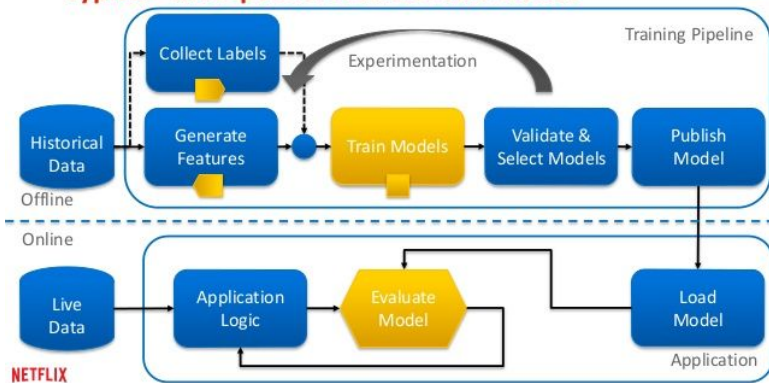 Training Pipeline
Collect Labels
Experimentation
Historical
Data
Generate
Features
Train Models
Validate &
Select Models
Publish
Model
Offline
Online
Live
Data
Application
Logic
Evaluate
Model
Load
Model
Application
NETFLIX